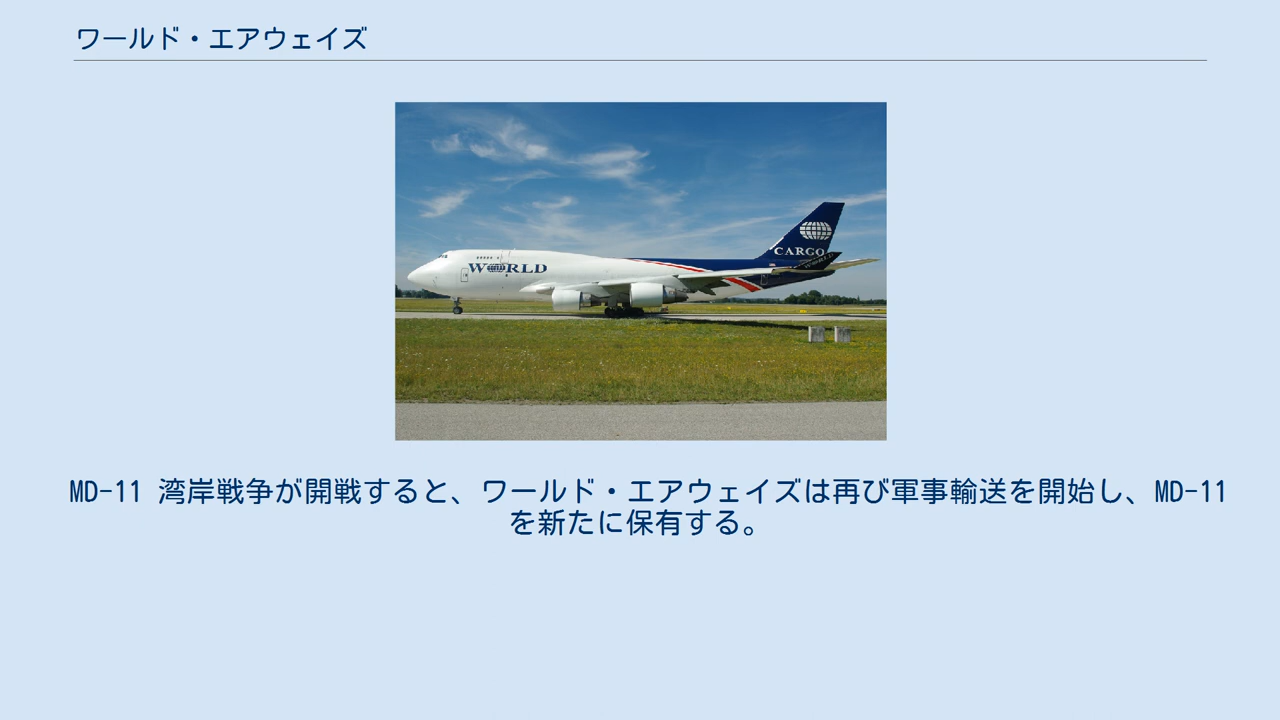 ワールド・エアウェイズ
WORLD
CARGO
WORLD
MD-11 湾岸戦争が開戦すると、ワールド・エアウェイズは再び軍事輸送を開始し、MD-11
を新たに保有する。